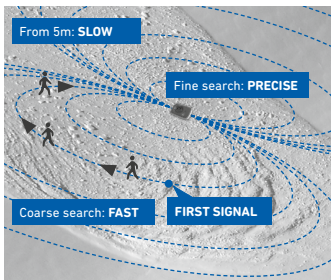 From 5m: SLOW
Fine search: PRECISE
Coarse search: FAST
FIRST SIGNAL